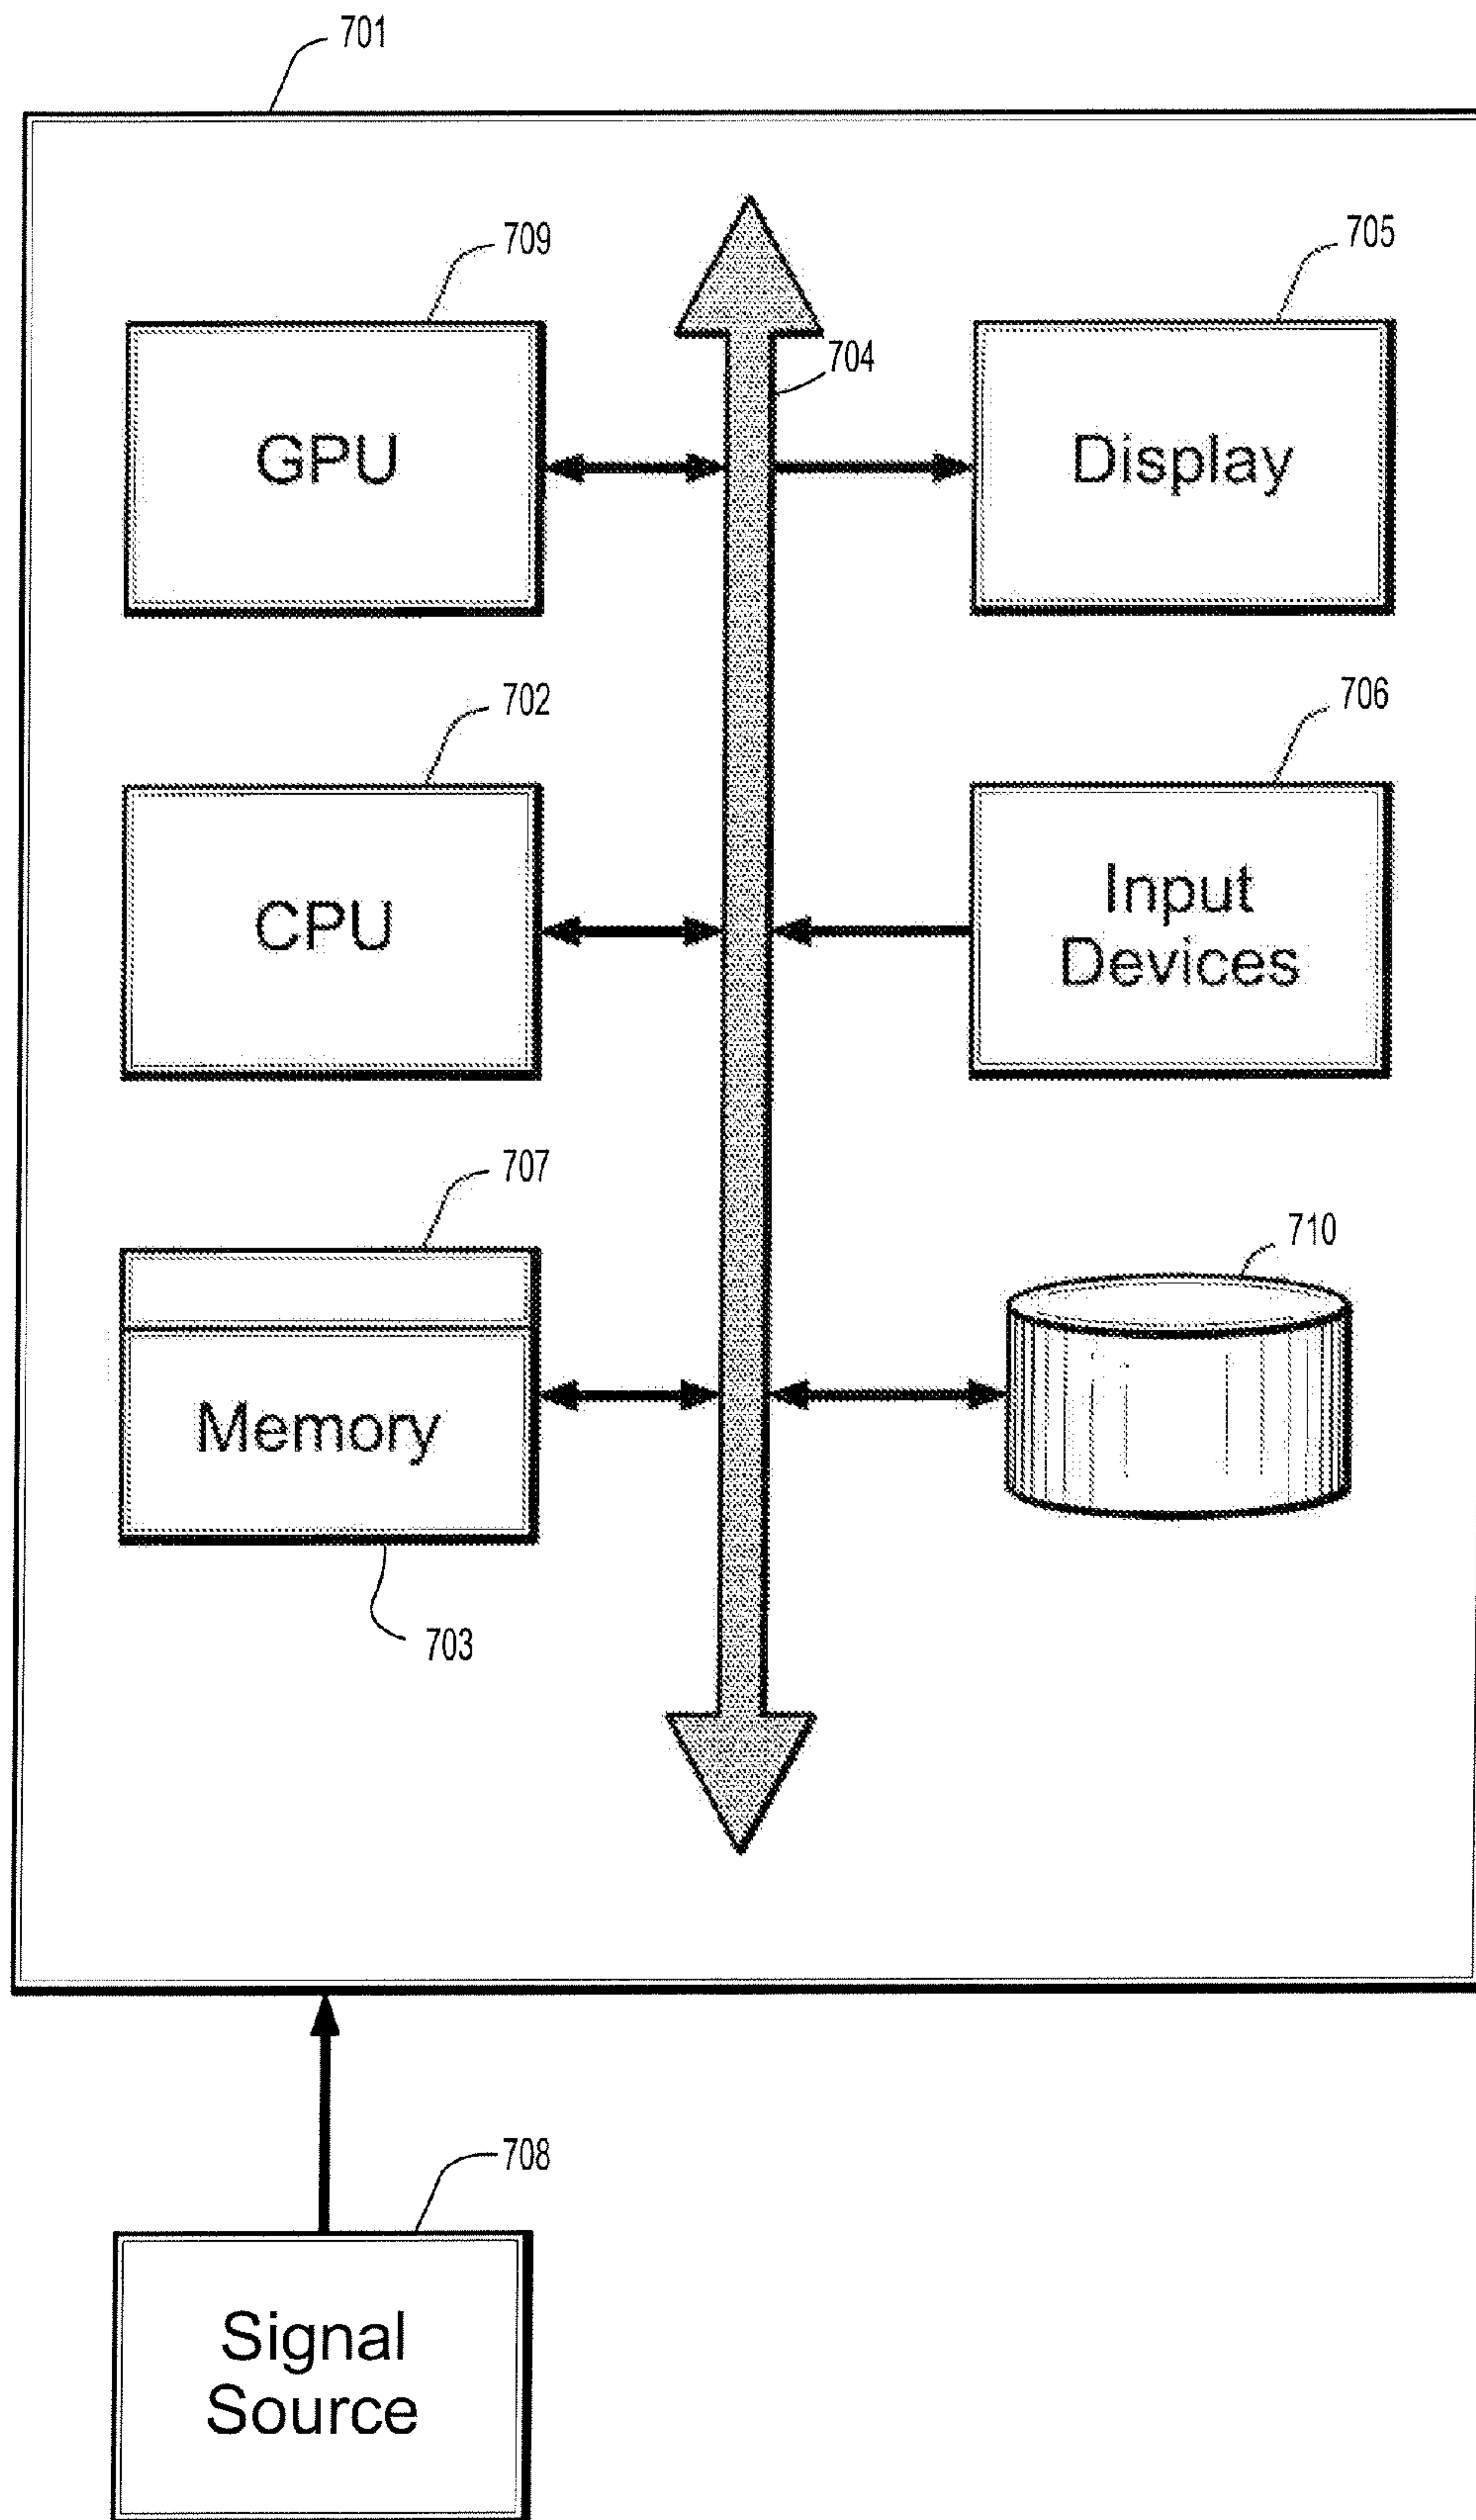 701
709
705
704
GPU
Display
702
706
CPU
Input
Devices
707
710
Memory
703
708
Signal
Source